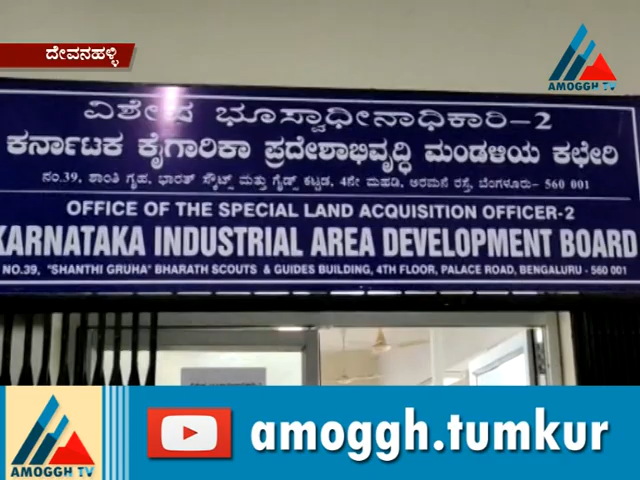 ದೇವನಹಳ್ಳಿ
AMOGGH TV
ವಿಶೇಷ ಭೂಸ್ವಾಧೀನಾಧಿಕಾರಿ-2
ಕರ್ನಾಟಕ ಕೈಗಾರಿಕಾ ಪ್ರದೇಶಾಭಿವೃದ್ಧಿ ಮಂಡಳಿಯ ಕಛೇರಿ
ನಂ.39, ಶಾಂತಿ ಗೃಹ, ಭಾರತ್ ಸ್ಕೌಟ್ಸ್ ಮತ್ತು ಗೈಡ್ಸ್ ಕಟ್ಟಡ, 4ನೇ ಮಹಡಿ, ಅರಮನೆ ರಸ್ತೆ, ಬೆಂಗಳೂರು- 560 001
OFFICE OF THE SPECIAL LAND ACQUISITION OFFICER-2
KARNATAKA INDUSTRIAL AREA DEVELOPMENT BOARD
NO.39, "SHANTHI GRUHA" BHARATH SCOUTS & GUIDES BUILDING, 4TH FLOOR, PALACE ROAD, BENGALURU - 560 001
AMOGGH TV
amoggh.tumkur